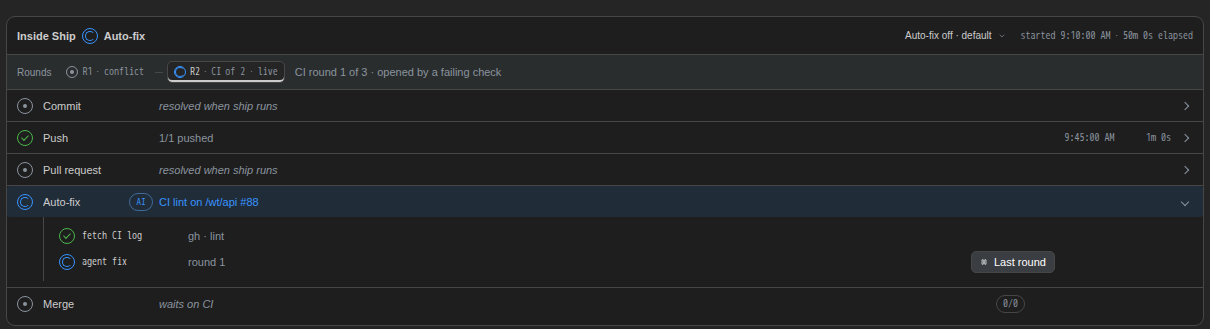 Inside Ship Auto-fix Auto-fix off · default started 9:10:00 AM · 50m 0s elapsed
Rounds R1 · conflict — R2 · CI of 2 · live CI round 1 of 3 · opened by a failing check
Commit resolved when ship runs
Push 1/1 pushed 9:45:00 AM 1m 0s
Pull request resolved when ship runs
Auto-fix AI CI lint on /wt/api #88
fetch CI log gh · lint
agent fix round 1 Last round
Merge waits on CI 0/0